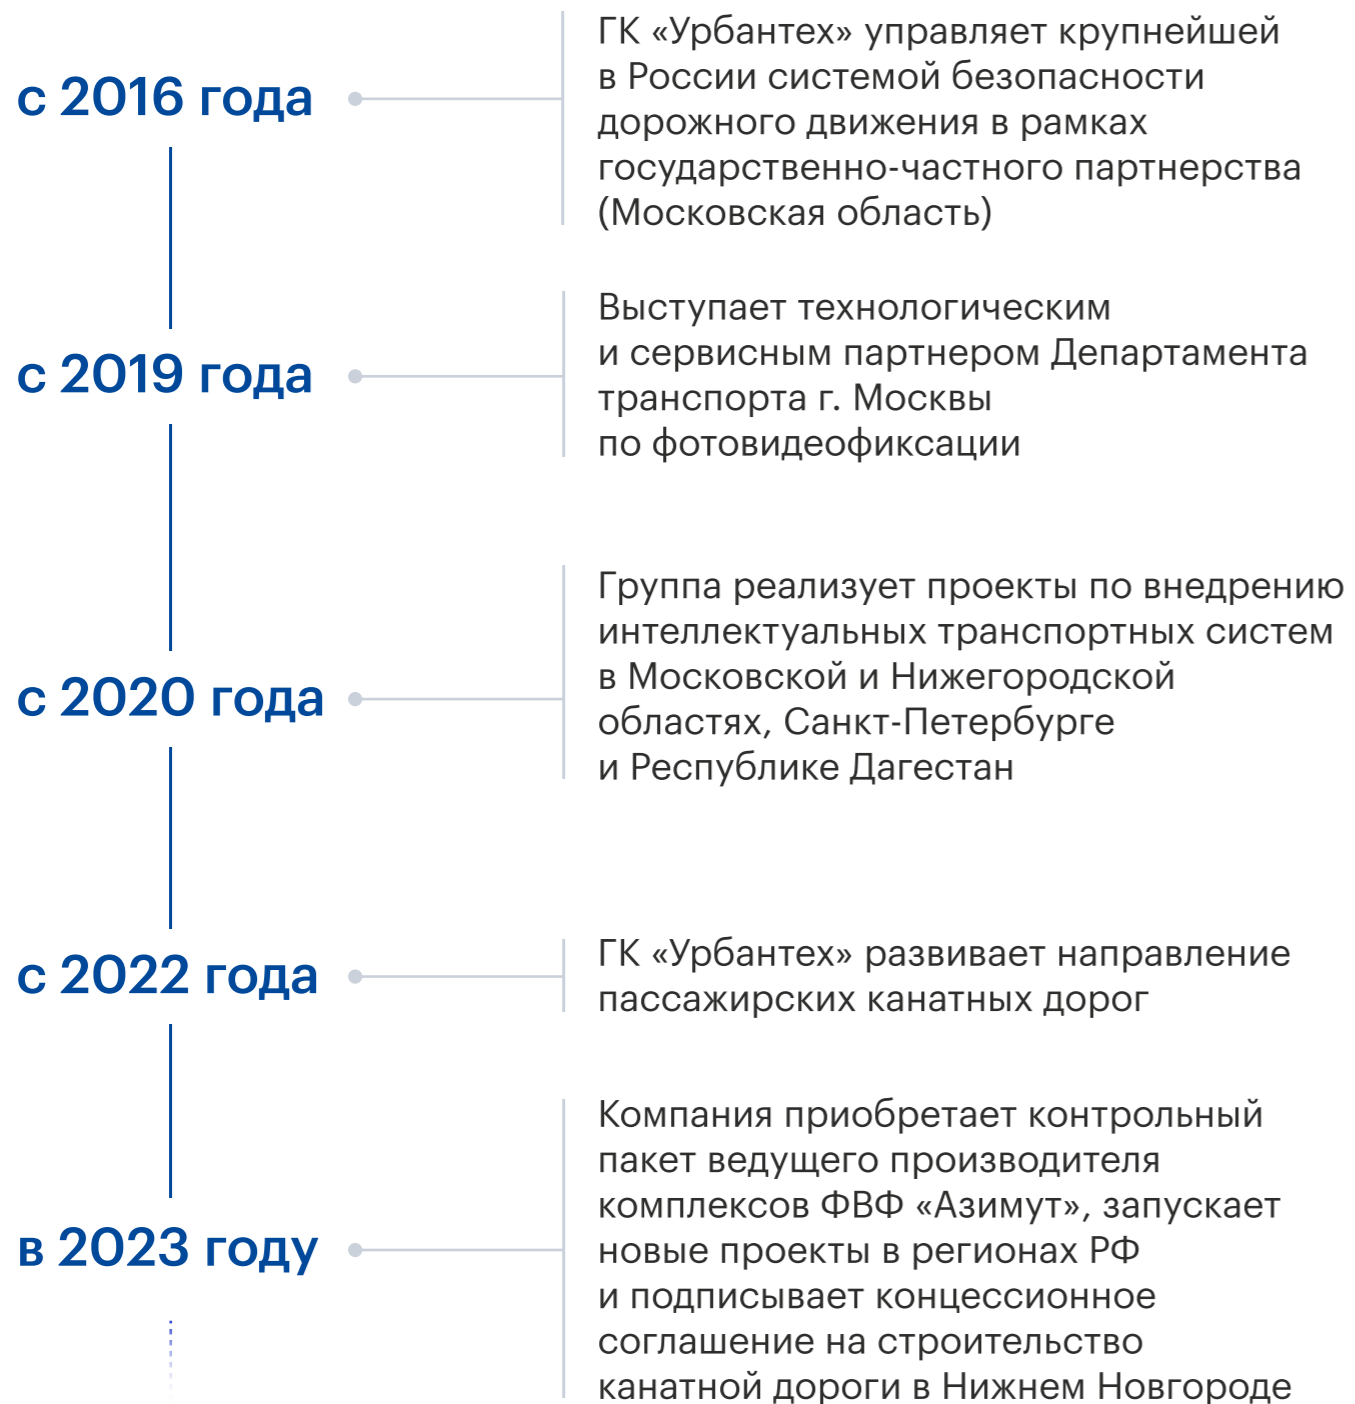 с 2016 года
ГК «Урбантех» управляет крупнейшей
в России системой безопасности
дорожного движения в рамках
государственно-частного партнерства
(Московская область)
с 2019 года
Выступает технологическим
и сервисным партнером Департамента
транспорта г. Москвы
по фотовидеофиксации
с 2020 года
Группа реализует проекты по внедрению
интеллектуальных транспортных систем
в Московской и Нижегородской
областях, Санкт-Петербурге
и Республике Дагестан
с 2022 года
ГК «Урбантех» развивает направление
пассажирских канатных дорог
в 2023 году
Компания приобретает контрольный
пакет ведущего производителя
комплексов ФВФ «Азимут», запускает
новые проекты в регионах РФ
и подписывает концессионное
соглашение на строительство
канатной дороги в Нижнем Новгороде